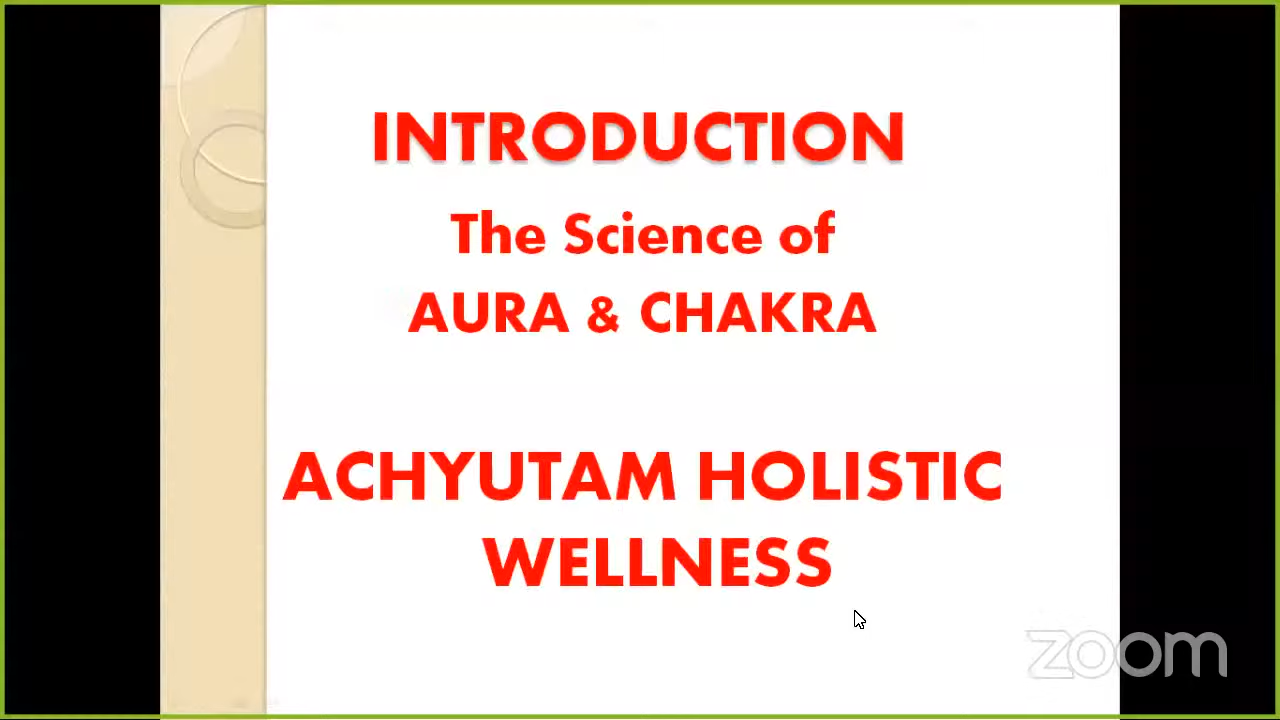 INTRODUCTION
The Science of
AURA & CHAKRA
ACHYUTAM HOLISTIC
WELLNESS
zoom